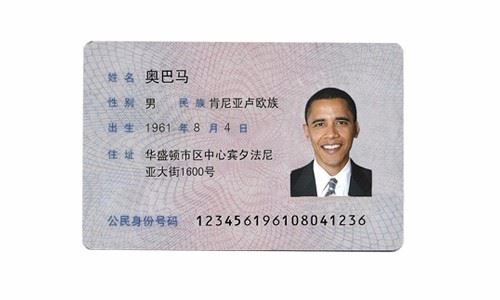 姓名 奥巴马
性别 男 民族 肯尼亚卢欧族
出生 1961 年 8 月 4 日
住址 华盛顿市区中心宾夕法尼
亚大街1600号
公民身份号码 123456196108041236